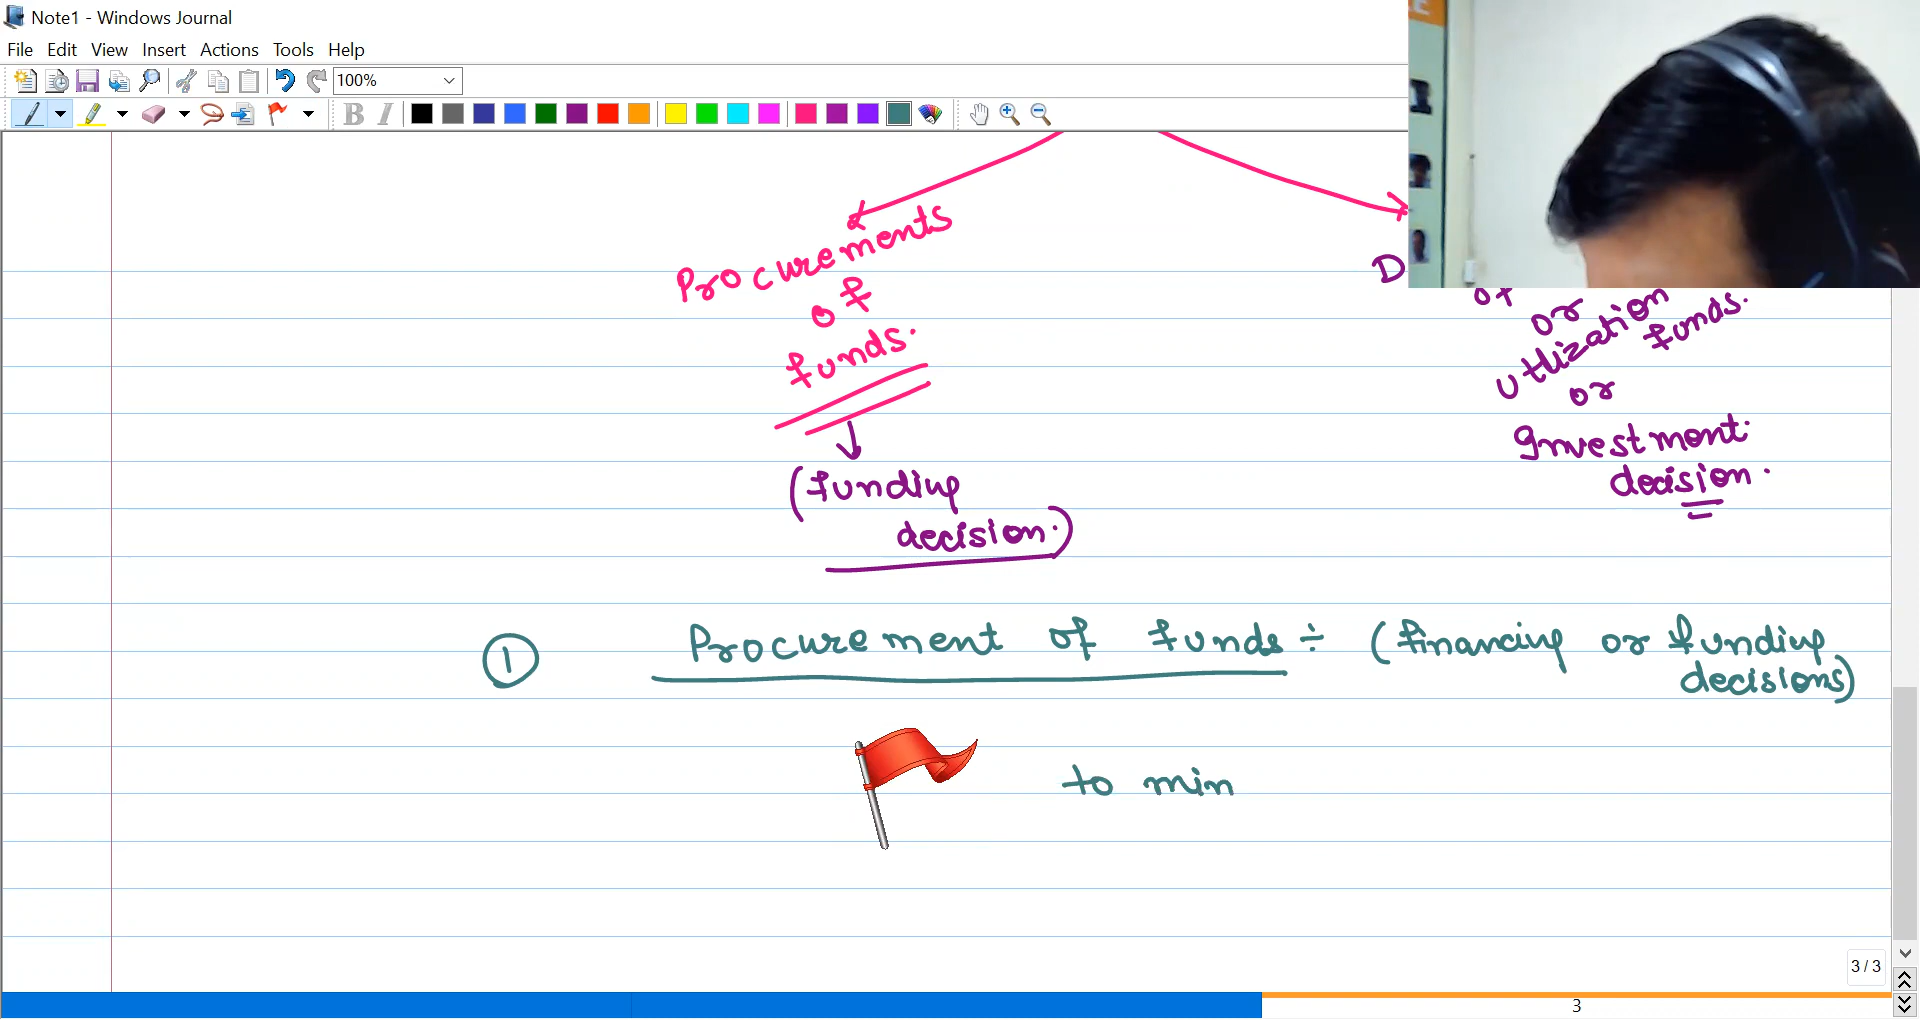 Note1 - Windows Journal
File Edit View Insert Actions Tools Help
100%
B I
Procurements
of
funds.
(funding
decision.)
D
of
or
utlization
funds.
or
Investment
decision.
1 Procurement of funds ÷ (financing or funding
decisions)
to min
3 / 3
3